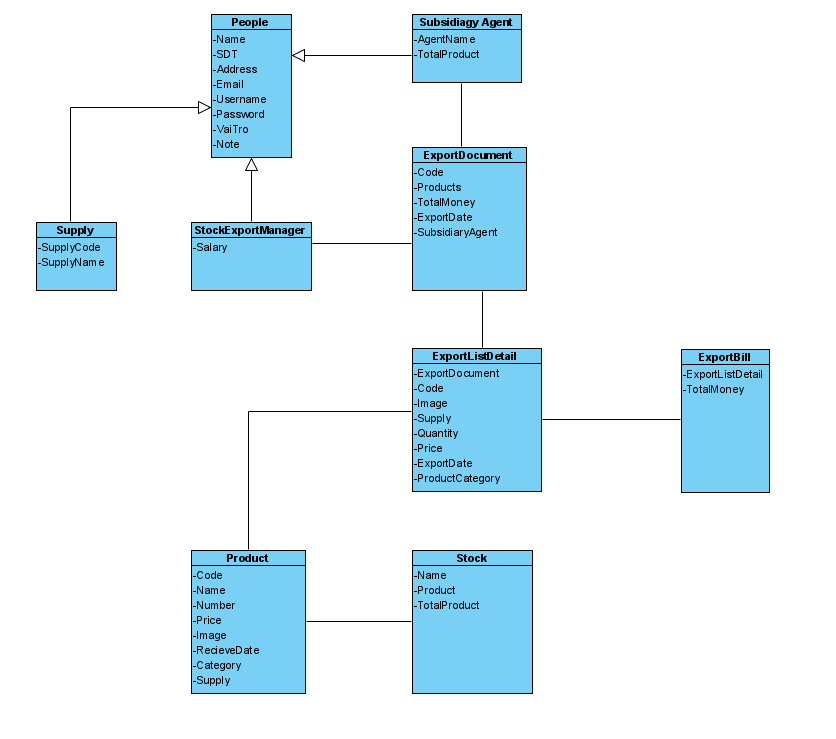 People
-Name
-SDT
-Address
-Email
-Username
-Password
-VaiTro
-Note
Subsidiagy Agent
-AgentName
-TotalProduct
ExportDocument
-Code
-Products
-TotalMoney
-ExportDate
-SubsidiaryAgent
Supply
-SupplyCode
-SupplyName
StockExportManager
-Salary
ExportListDetail
-ExportDocument
-Code
-Image
-Supply
-Quantity
-Price
-ExportDate
-ProductCategory
ExportBill
-ExportListDetail
-TotalMoney
Product
-Code
-Name
-Number
-Price
-Image
-RecieveDate
-Category
-Supply
Stock
-Name
-Product
-TotalProduct